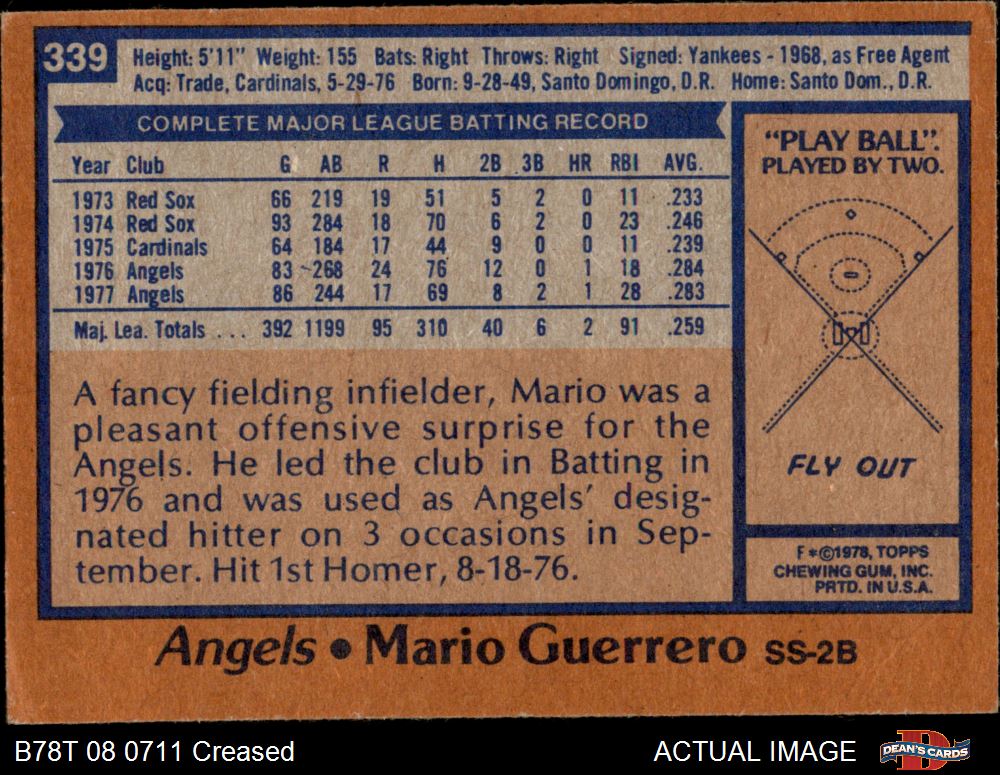 339
Height: 5'11" Weight: 155 Bats: Right Throws: Right Signed: Yankees - 1968, as Free Agent
Acq: Trade, Cardinals, 5-29-76 Born: 9-28-49, Santo Domingo, D.R. Home: Santo Dom., D.R.
COMPLETE MAJOR LEAGUE BATTING RECORD
Year Club G AB R H 2B 3B HR RBI AVG.
1973 Red Sox 66 219 19 51 5 2 0 11 .233
1974 Red Sox 93 284 18 70 6 2 0 23 .246
1975 Cardinals 64 184 17 44 9 0 0 11 .239
1976 Angels 83 268 24 76 12 0 1 18 .284
1977 Angels 86 244 17 69 8 2 1 28 .283
Maj. Lea. Totals ... 392 1199 95 310 40 6 2 91 .259
A fancy fielding infielder, Mario was a
pleasant offensive surprise for the
Angels. He led the club in Batting in
1976 and was used as Angels' desig-
nated hitter on 3 occasions in Sep-
tember. Hit 1st Homer, 8-18-76.
"PLAY BALL".
PLAYED BY TWO.
FLY OUT
F*©1978, TOPPS
CHEWING GUM, INC.
PRTD. IN U.S.A.
Angels • Mario Guerrero SS-2B
B78T 08 0711 Creased
ACTUAL IMAGE
D
DEAN'S CARDS